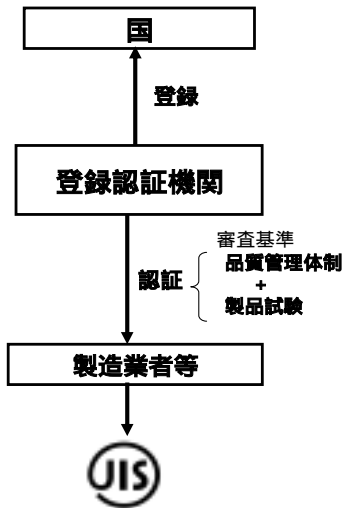 国
登録
登録認証機関
審査基準
認証
品質管理体制
+
製品試験
製造業者等
JIS